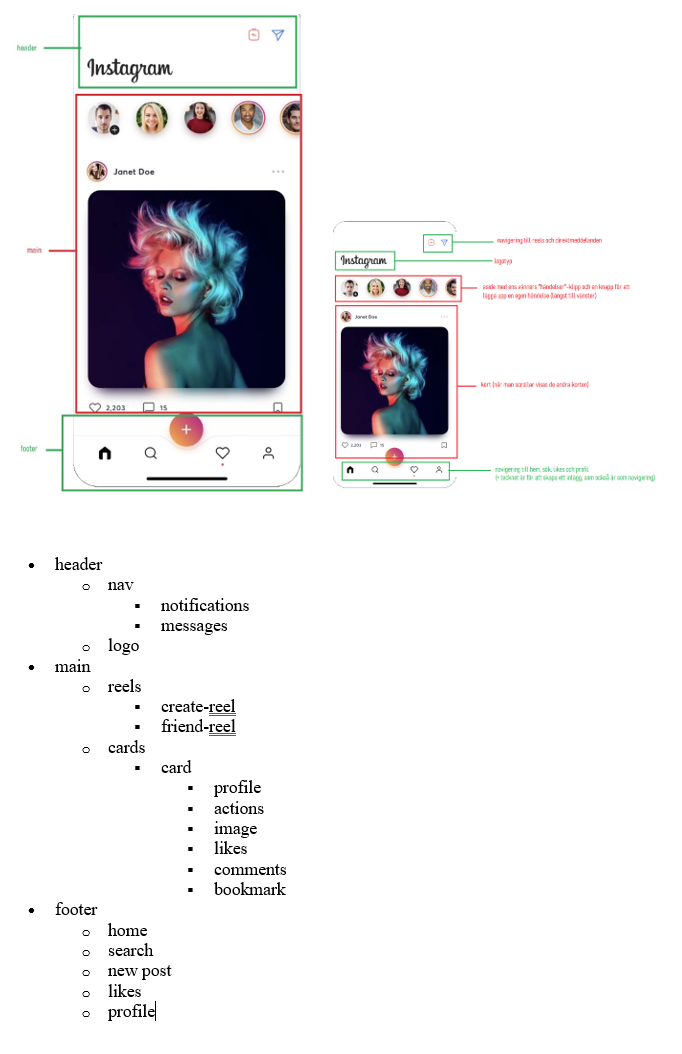 header
Instagram
Janet Doe
main
2,203
15
footer
navigering till reels och direktmeddelanden
Instagram
logotyp
aside med ens vänners "händelser"-klipp och en knapp för att
lägga upp en egen händelse (längst till vänster)
Janet Doe
kort (när man scrollar visas de andra korten)
2,203
15
navigering till hem, sök, likes och profil
(+ tecknet är för att skapa ett inlägg, som också är som navigering)
header
nav
notifications
messages
logo
main
reels
create-reel
friend-reel
cards
card
profile
actions
image
likes
comments
bookmark
footer
home
search
new post
likes
profile